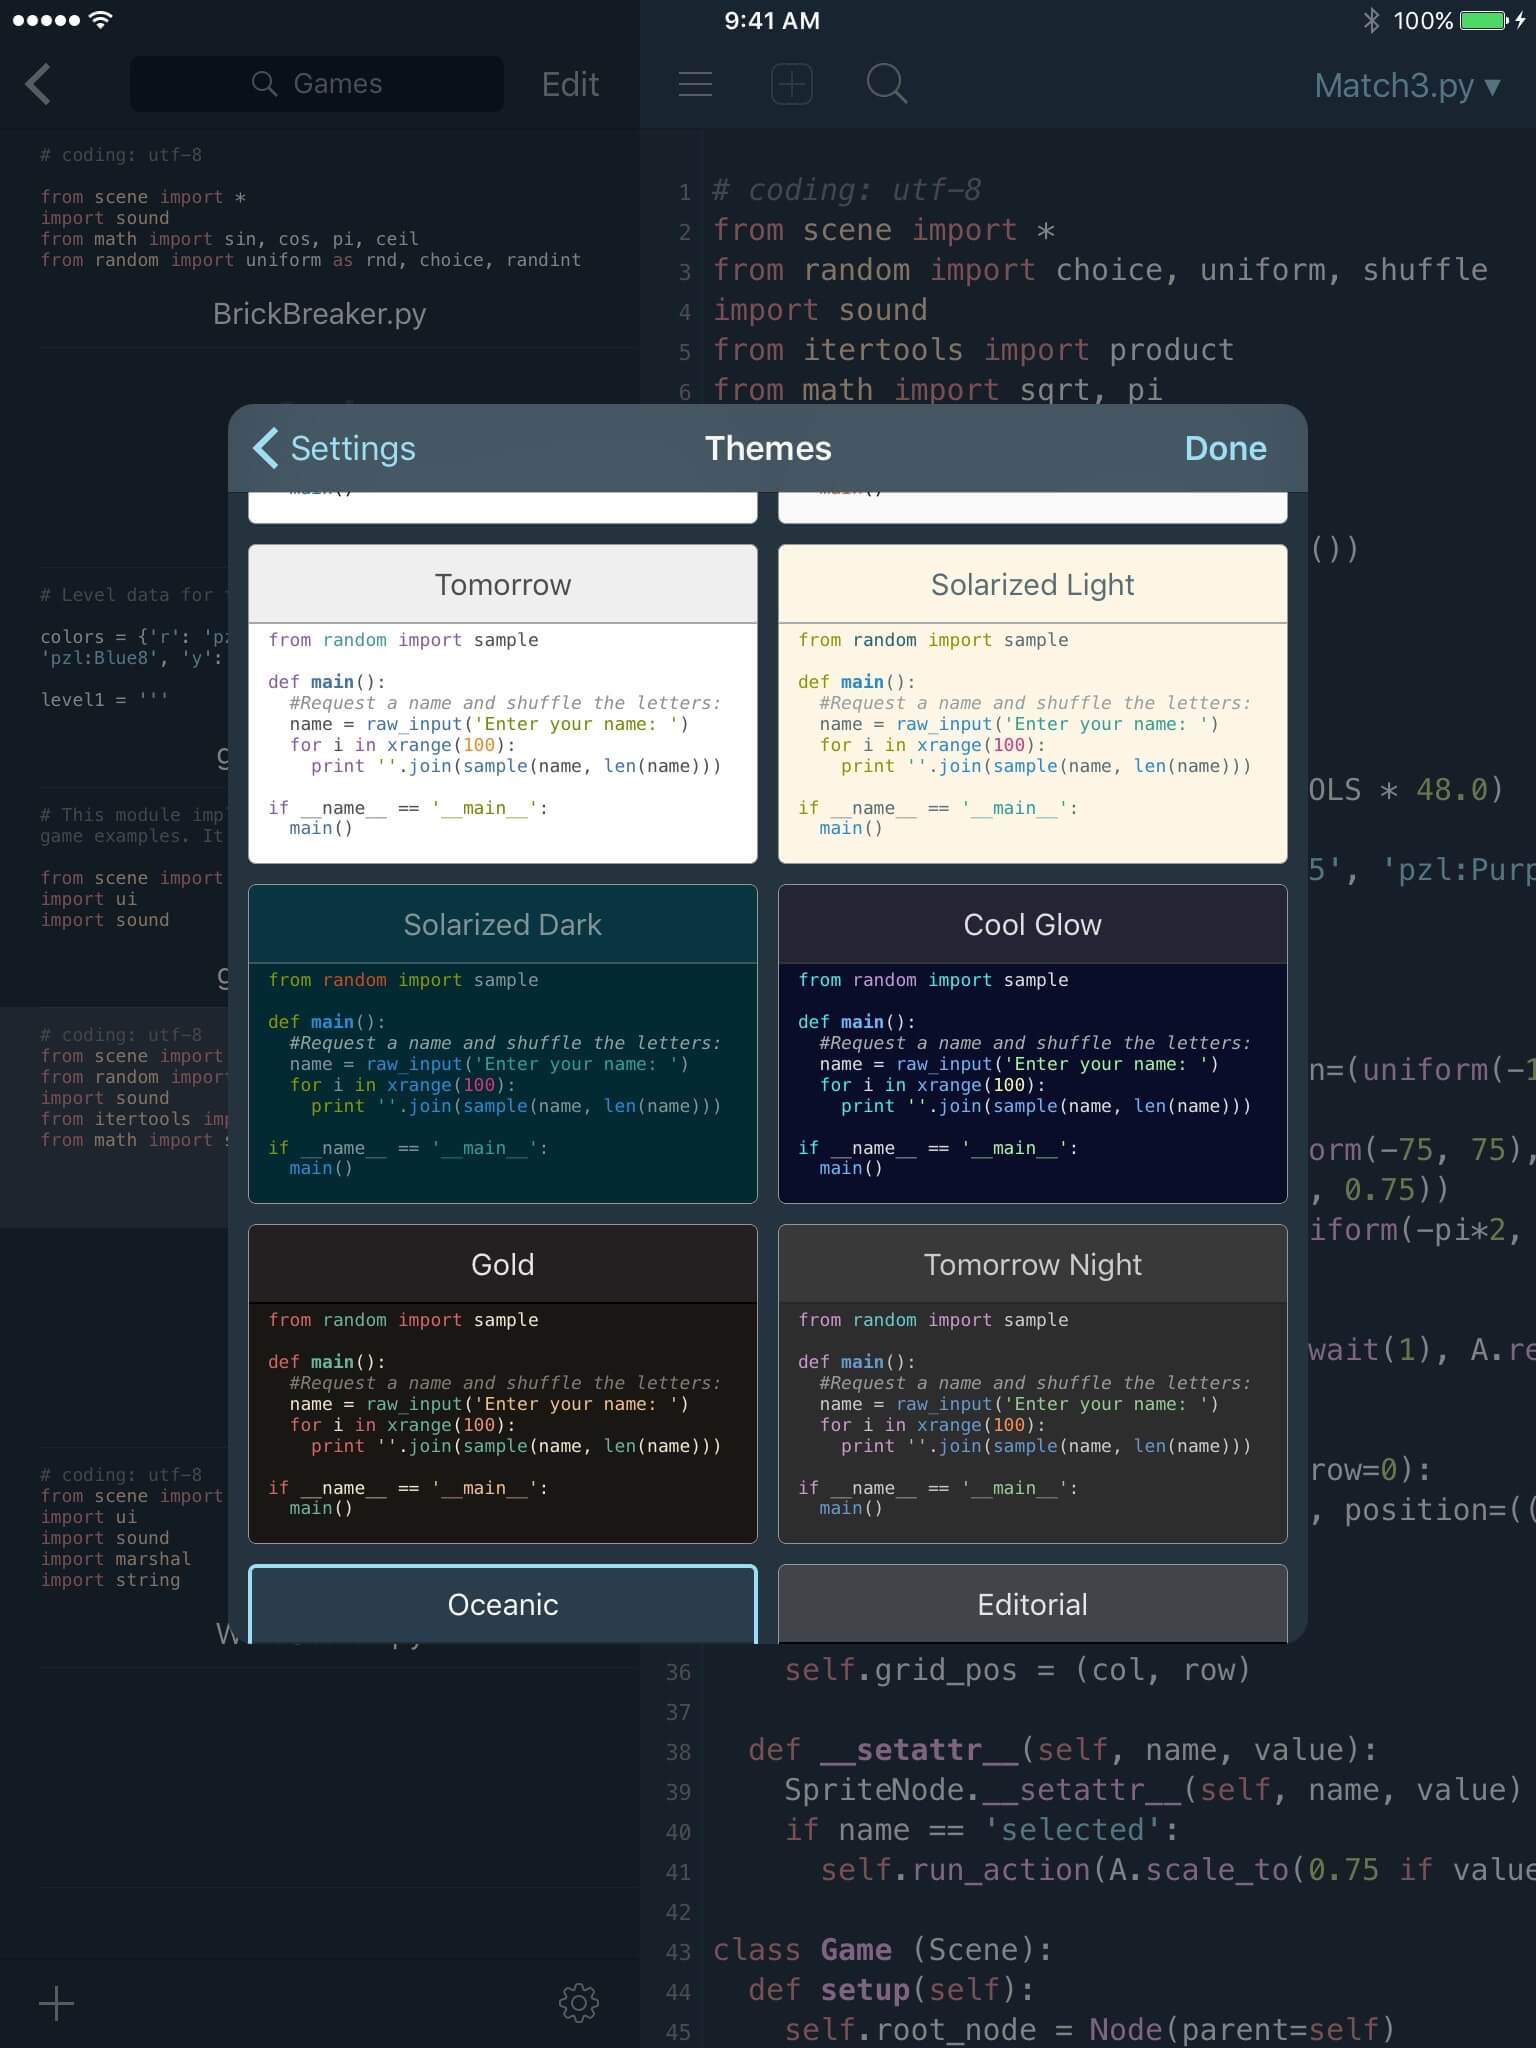 9:41 AM
100%
Games
Edit
Match3.py ▾
# coding: utf-8
from scene import *
import sound
from math import sin, cos, pi, ceil
from random import uniform as rnd, choice, randint
BrickBreaker.py
# Level data for
colors = {'r': 'pz
'pzl:Blue8', 'y':
level1 = '''
g
# This module imp
game examples. It
from scene import
import ui
import sound
g
# coding: utf-8
from scene import
from random import
import sound
from itertools imp
from math import s
# coding: utf-8
from scene import
import ui
import sound
import marshal
import string
1 # coding: utf-8
2 from scene import *
3 from random import choice, uniform, shuffle
4 import sound
5 from itertools import product
6 from math import sqrt, pi
())
OLS * 48.0)
5', 'pzl:Purp
n=(uniform(-1
orm(-75, 75),
, 0.75))
iform(-pi*2,
wait(1), A.re
row=0):
, position=((
36 self.grid_pos = (col, row)
37
38 def __setattr__(self, name, value):
39 SpriteNode.__setattr__(self, name, value)
40 if name == 'selected':
41 self.run_action(A.scale_to(0.75 if value
42
43 class Game (Scene):
44 def setup(self):
45 self.root_node = Node(parent=self)
Settings
Themes
Done
main()
main()
Tomorrow
from random import sample
def main():
#Request a name and shuffle the letters:
name = raw_input('Enter your name: ')
for i in xrange(100):
print ''.join(sample(name, len(name)))
if __name__ == '__main__':
main()
Solarized Light
from random import sample
def main():
#Request a name and shuffle the letters:
name = raw_input('Enter your name: ')
for i in xrange(100):
print ''.join(sample(name, len(name)))
if __name__ == '__main__':
main()
Solarized Dark
from random import sample
def main():
#Request a name and shuffle the letters:
name = raw_input('Enter your name: ')
for i in xrange(100):
print ''.join(sample(name, len(name)))
if __name__ == '__main__':
main()
Cool Glow
from random import sample
def main():
#Request a name and shuffle the letters:
name = raw_input('Enter your name: ')
for i in xrange(100):
print ''.join(sample(name, len(name)))
if __name__ == '__main__':
main()
Gold
from random import sample
def main():
#Request a name and shuffle the letters:
name = raw_input('Enter your name: ')
for i in xrange(100):
print ''.join(sample(name, len(name)))
if __name__ == '__main__':
main()
Tomorrow Night
from random import sample
def main():
#Request a name and shuffle the letters:
name = raw_input('Enter your name: ')
for i in xrange(100):
print ''.join(sample(name, len(name)))
if __name__ == '__main__':
main()
Oceanic
Editorial